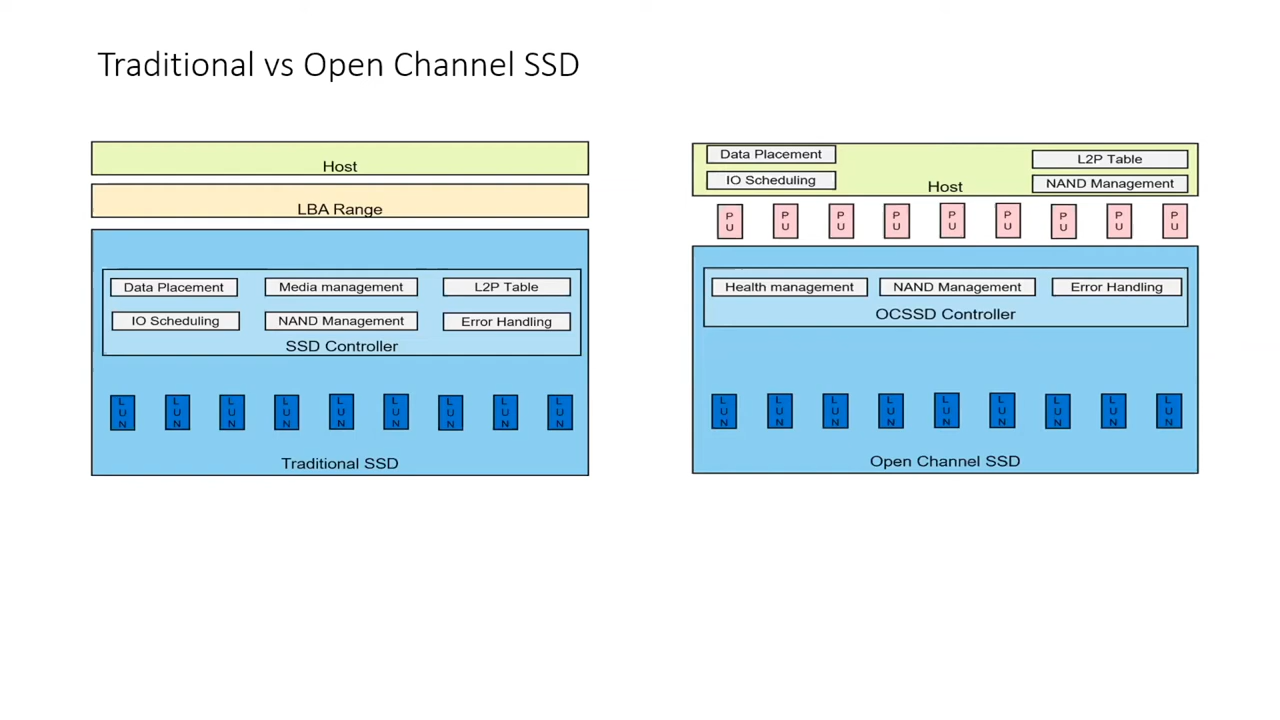 Traditional vs Open Channel SSD
Host
LBA Range
Data Placement Media management L2P Table
IO Scheduling NAND Management Error Handling
SSD Controller
LUN LUN LUN LUN LUN LUN LUN LUN LUN
Traditional SSD
Data Placement L2P Table
IO Scheduling Host NAND Management
PU PU PU PU PU PU PU PU PU
Health management NAND Management Error Handling
OCSSD Controller
LUN LUN LUN LUN LUN LUN LUN LUN LUN
Open Channel SSD